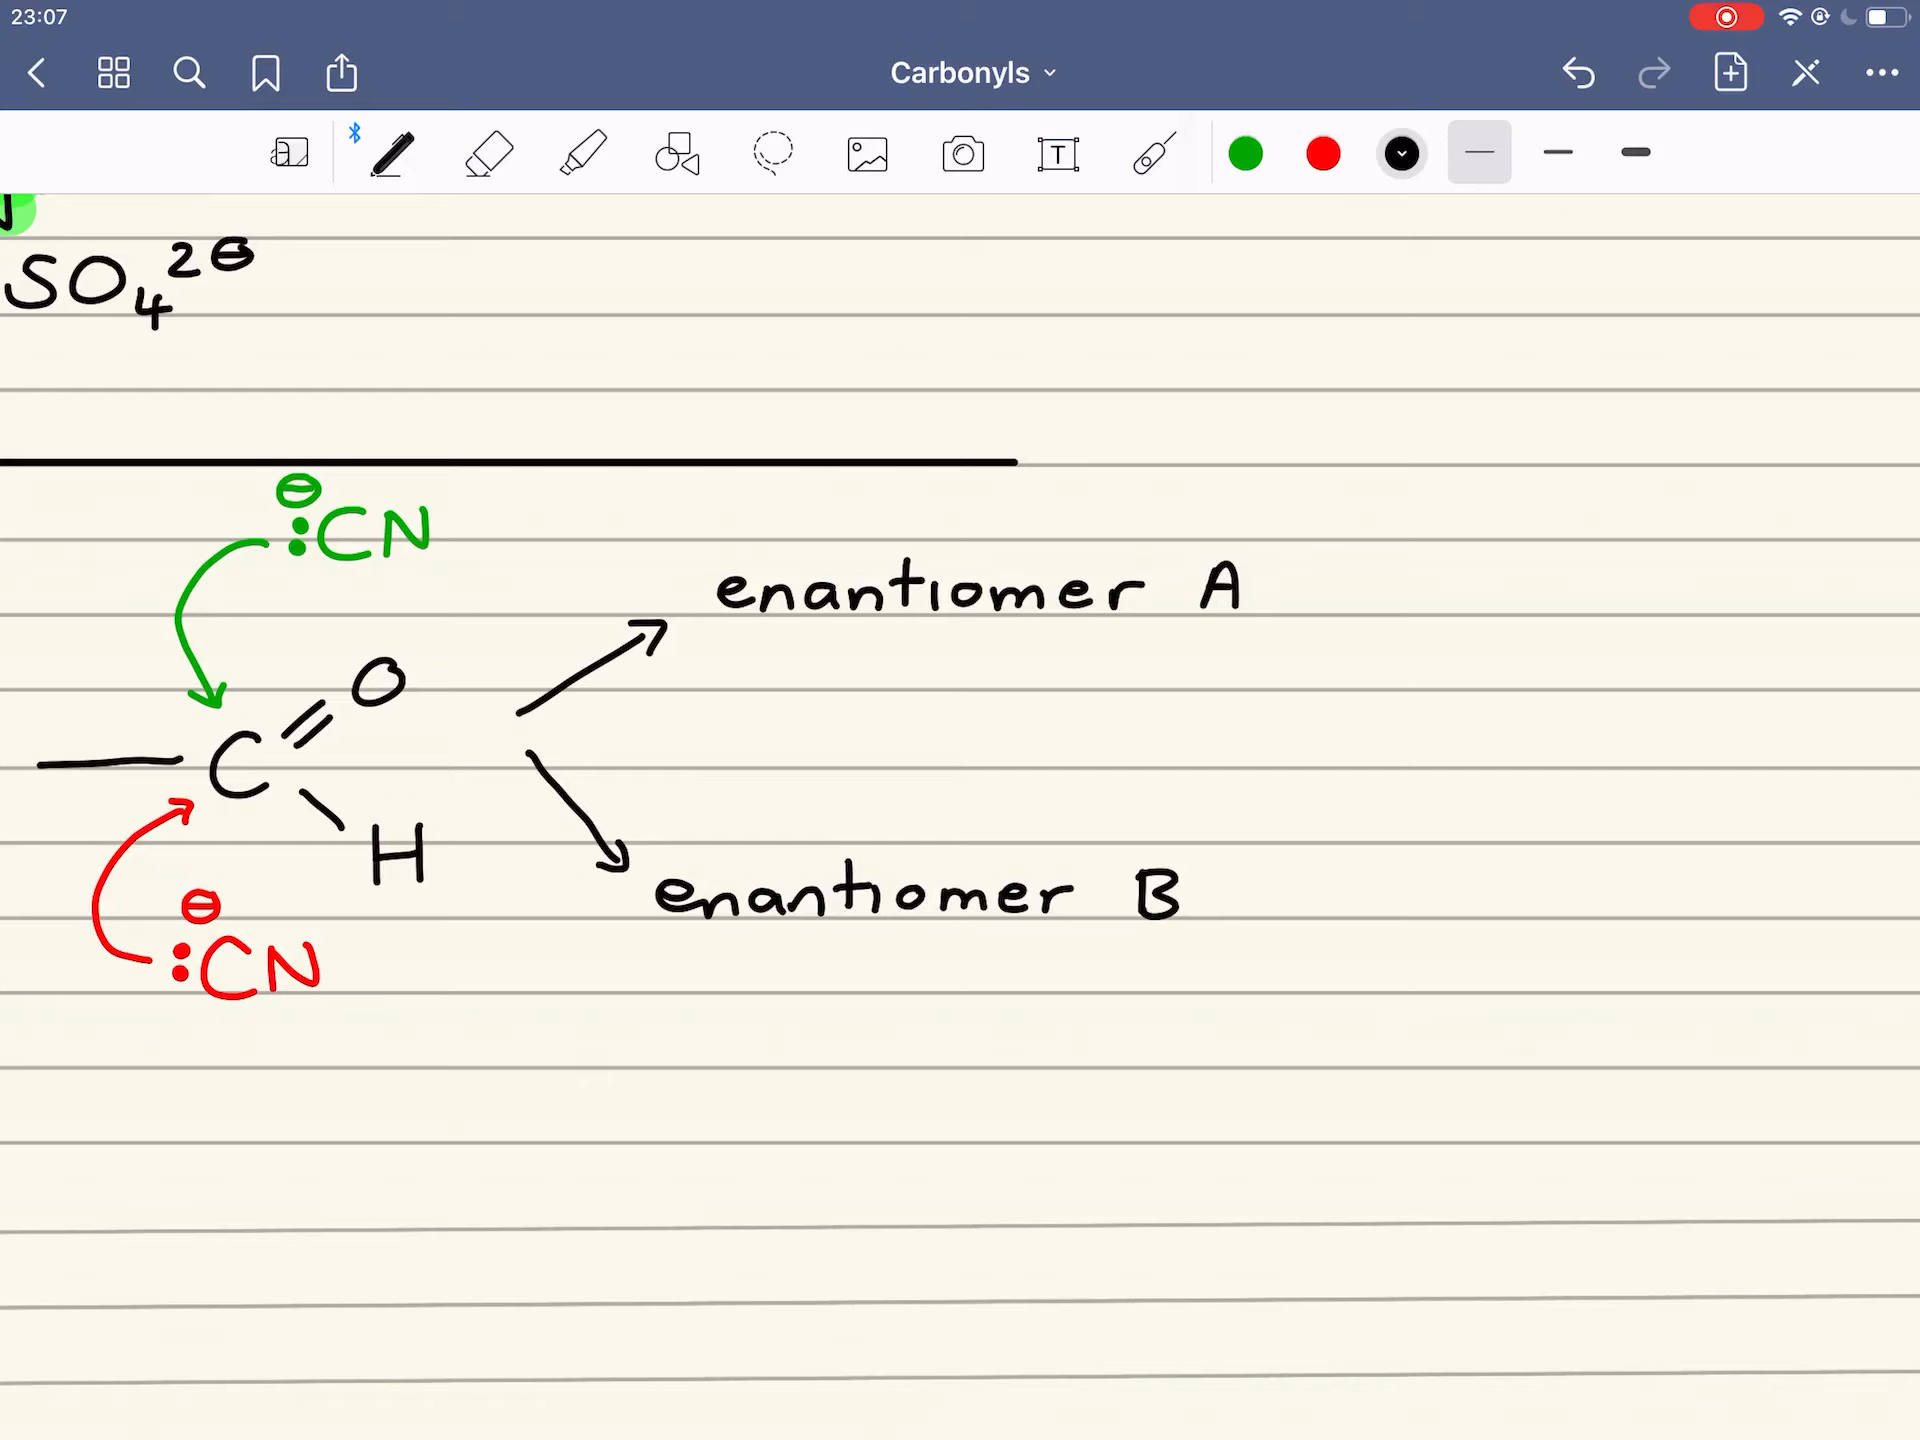 23:07
Carbonyls
a
T
SO₄²⊖
⊖
:CN
enantiomer A
O
C
H
enantiomer B
⊖
:CN